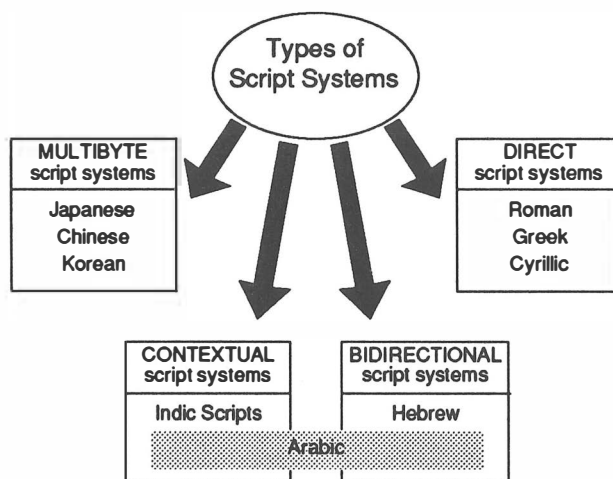 Types of
Script Systems
MULTIBYTE
script systems
Japanese
Chinese
Korean
DIRECT
script systems
Roman
Greek
Cyrillic
CONTEXTUAL
script systems
Indic Scripts
BIDIRECTIONAL
script systems
Hebrew
Arabic